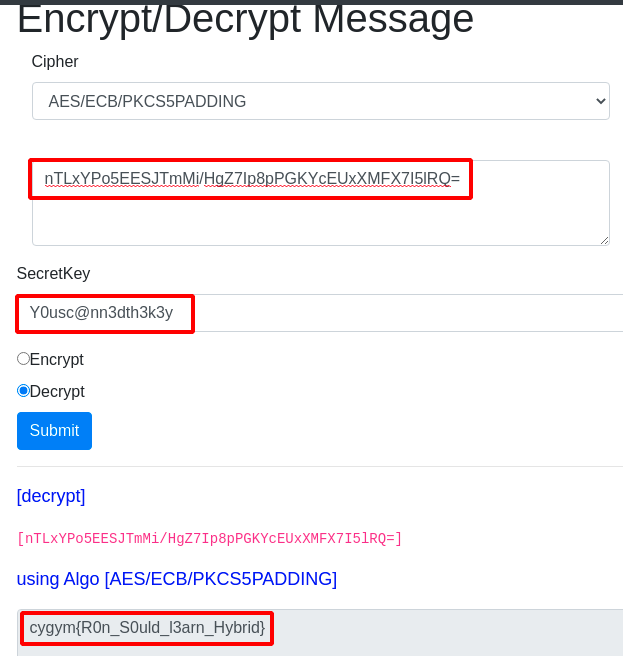 Encrypt/Decrypt Message
Cipher
AES/ECB/PKCS5PADDING
nTLxYPo5EESJTmMi/HgZ7Ip8pPGKYcEUxXMFX7I5lRQ=
SecretKey
Y0usc@nn3dth3k3y
Encrypt
Decrypt
Submit
[decrypt]
[nTLxYPo5EESJTmMi/HgZ7Ip8pPGKYcEUxXMFX7I5lRQ=]
using Algo [AES/ECB/PKCS5PADDING]
cygym{R0n_S0uld_l3arn_Hybrid}